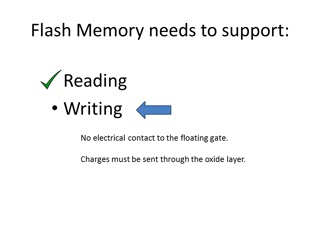 Flash Memory needs to support:
Reading
• Writing
No electrical contact to the floating gate.
Charges must be sent through the oxide layer.